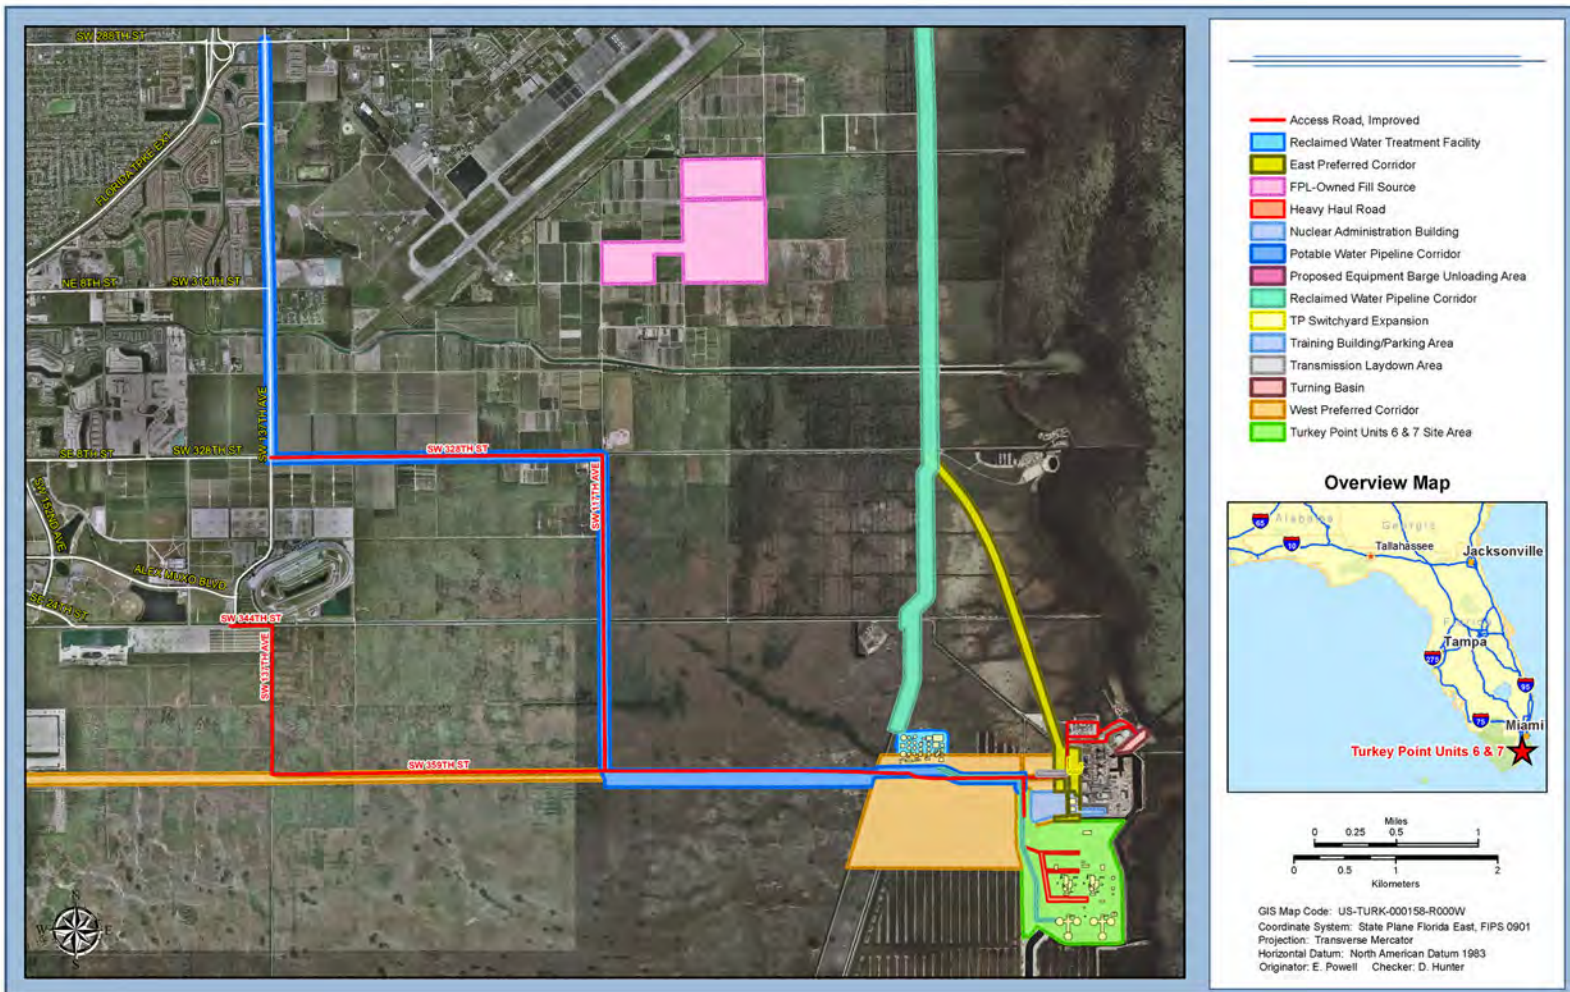 SW 288TH ST
FLORIDA TPKE EXT
NE 8TH ST
SW 312TH ST
SW 137TH AVE
SE 8TH ST
SW 328TH ST
SW 328TH ST
SW 117TH AVE
SW 152ND AVE
ALEX MUXO BLVD
SE 24TH ST
SW 344TH ST
SW 137TH AVE
SW 359TH ST
N
W
E
S
Access Road, Improved
Reclaimed Water Treatment Facility
East Preferred Corridor
FPL-Owned Fill Source
Heavy Haul Road
Nuclear Administration Building
Potable Water Pipeline Corridor
Proposed Equipment Barge Unloading Area
Reclaimed Water Pipeline Corridor
TP Switchyard Expansion
Training Building/Parking Area
Transmission Laydown Area
Turning Basin
West Preferred Corridor
Turkey Point Units 6 & 7 Site Area
Overview Map
Alabama
Georgia
65
10
Tallahassee
Jacksonville
Florida
Tampa
275
95
75
Miami
Turkey Point Units 6 & 7
Miles
0 0.25 0.5 1
0 0.5 1 2
Kilometers
GIS Map Code: US-TURK-000158-R000W
Coordinate System: State Plane Florida East, FIPS 0901
Projection: Transverse Mercator
Horizontal Datum: North American Datum 1983
Originator: E. Powell Checker: D. Hunter